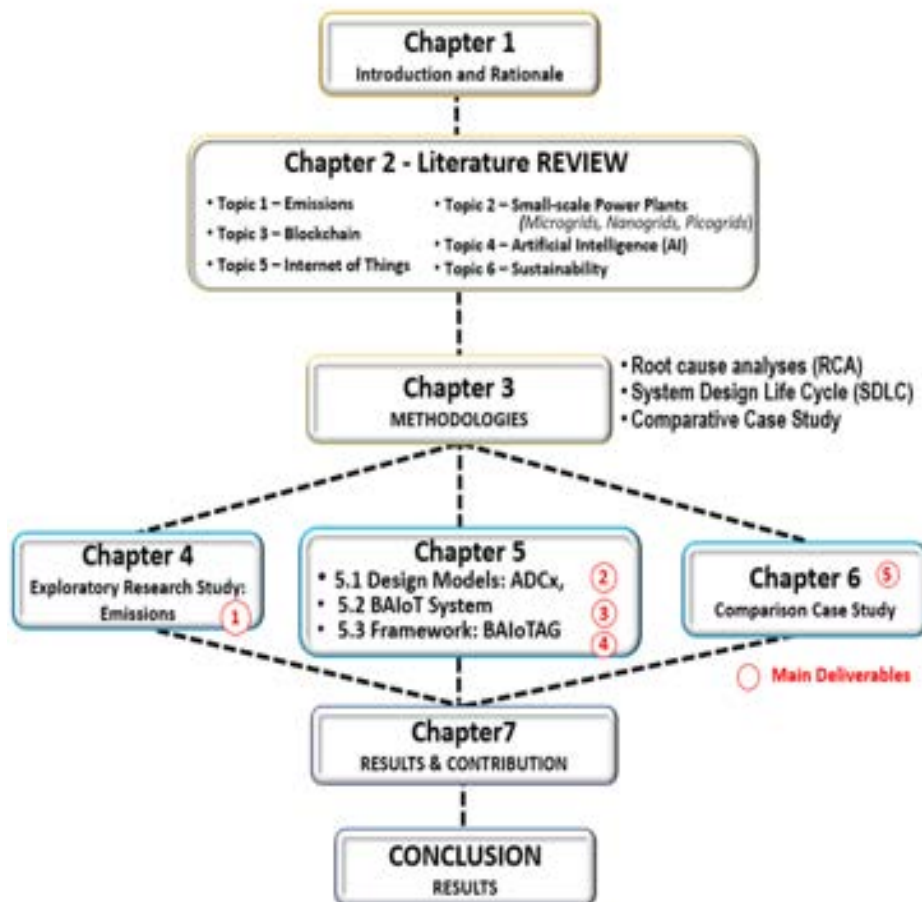 Chapter 1
Introduction and Rationale
Chapter 2 - Literature REVIEW
• Topic 1 – Emissions
• Topic 2 – Small-scale Power Plants
(Microgrids, Nanogrids, Picogrids)
• Topic 3 – Blockchain
• Topic 4 – Artificial Intelligence (AI)
• Topic 5 – Internet of Things
• Topic 6 – Sustainability
Chapter 3
METHODOLOGIES
• Root cause analyses (RCA)
• System Design Life Cycle (SDLC)
• Comparative Case Study
Chapter 4
Exploratory Research Study:
Emissions
1
Chapter 5
• 5.1 Design Models: ADCx, 2
• 5.2 BAIoT System 3
• 5.3 Framework: BAIoTAG 4
Chapter 6 5
Comparison Case Study
Main Deliverables
Chapter7
RESULTS & CONTRIBUTION
CONCLUSION
RESULTS